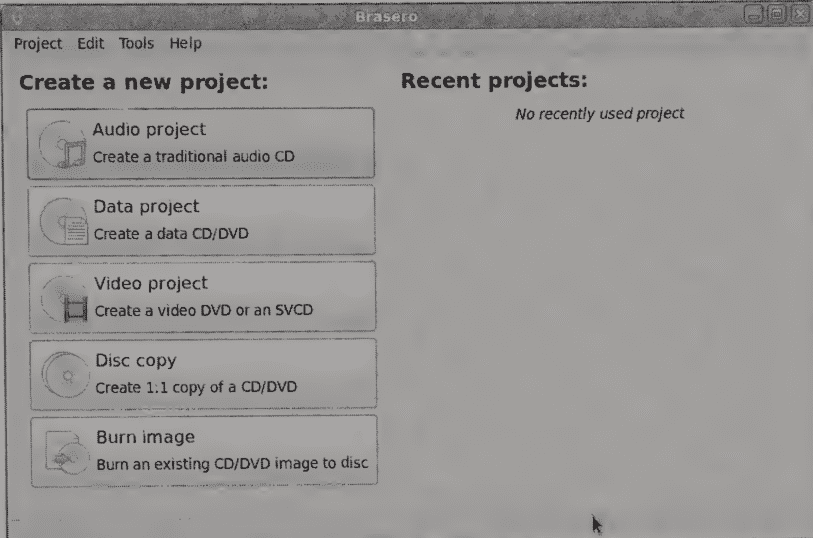 Brasero
Project Edit Tools Help
Create a new project:
Audio project
Create a traditional audio CD
Data project
Create a data CD/DVD
Video project
Create a video DVD or an SVCD
Disc copy
Create 1:1 copy of a CD/DVD
Burn image
Burn an existing CD/DVD image to disc
Recent projects:
No recently used project